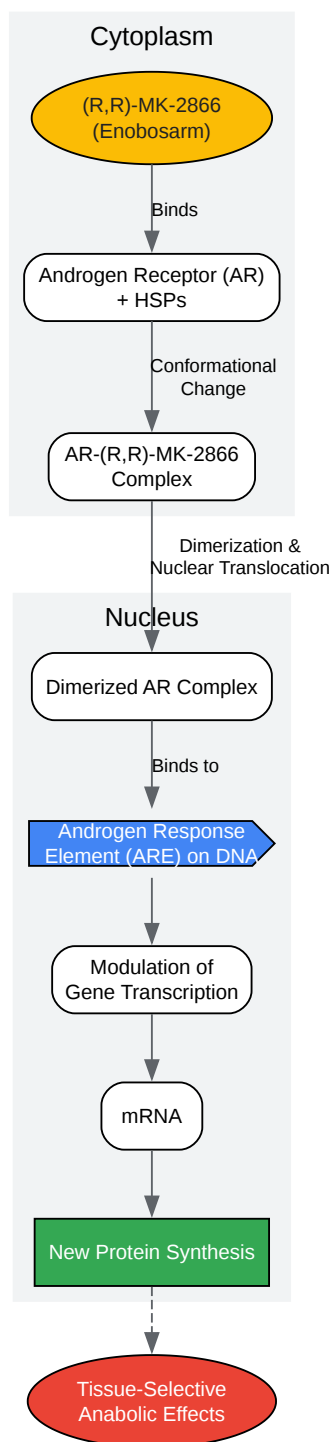 Cytoplasm
(R,R)-MK-2866
(Enobosarm)
Binds
Androgen Receptor (AR)
+ HSPs
Conformational
Change
AR-(R,R)-MK-2866
Complex
Dimerization &
Nuclear Translocation
Nucleus
Dimerized AR Complex
Binds to
Androgen Response
Element (ARE) on DNA
Modulation of
Gene Transcription
mRNA
New Protein Synthesis
Tissue-Selective
Anabolic Effects